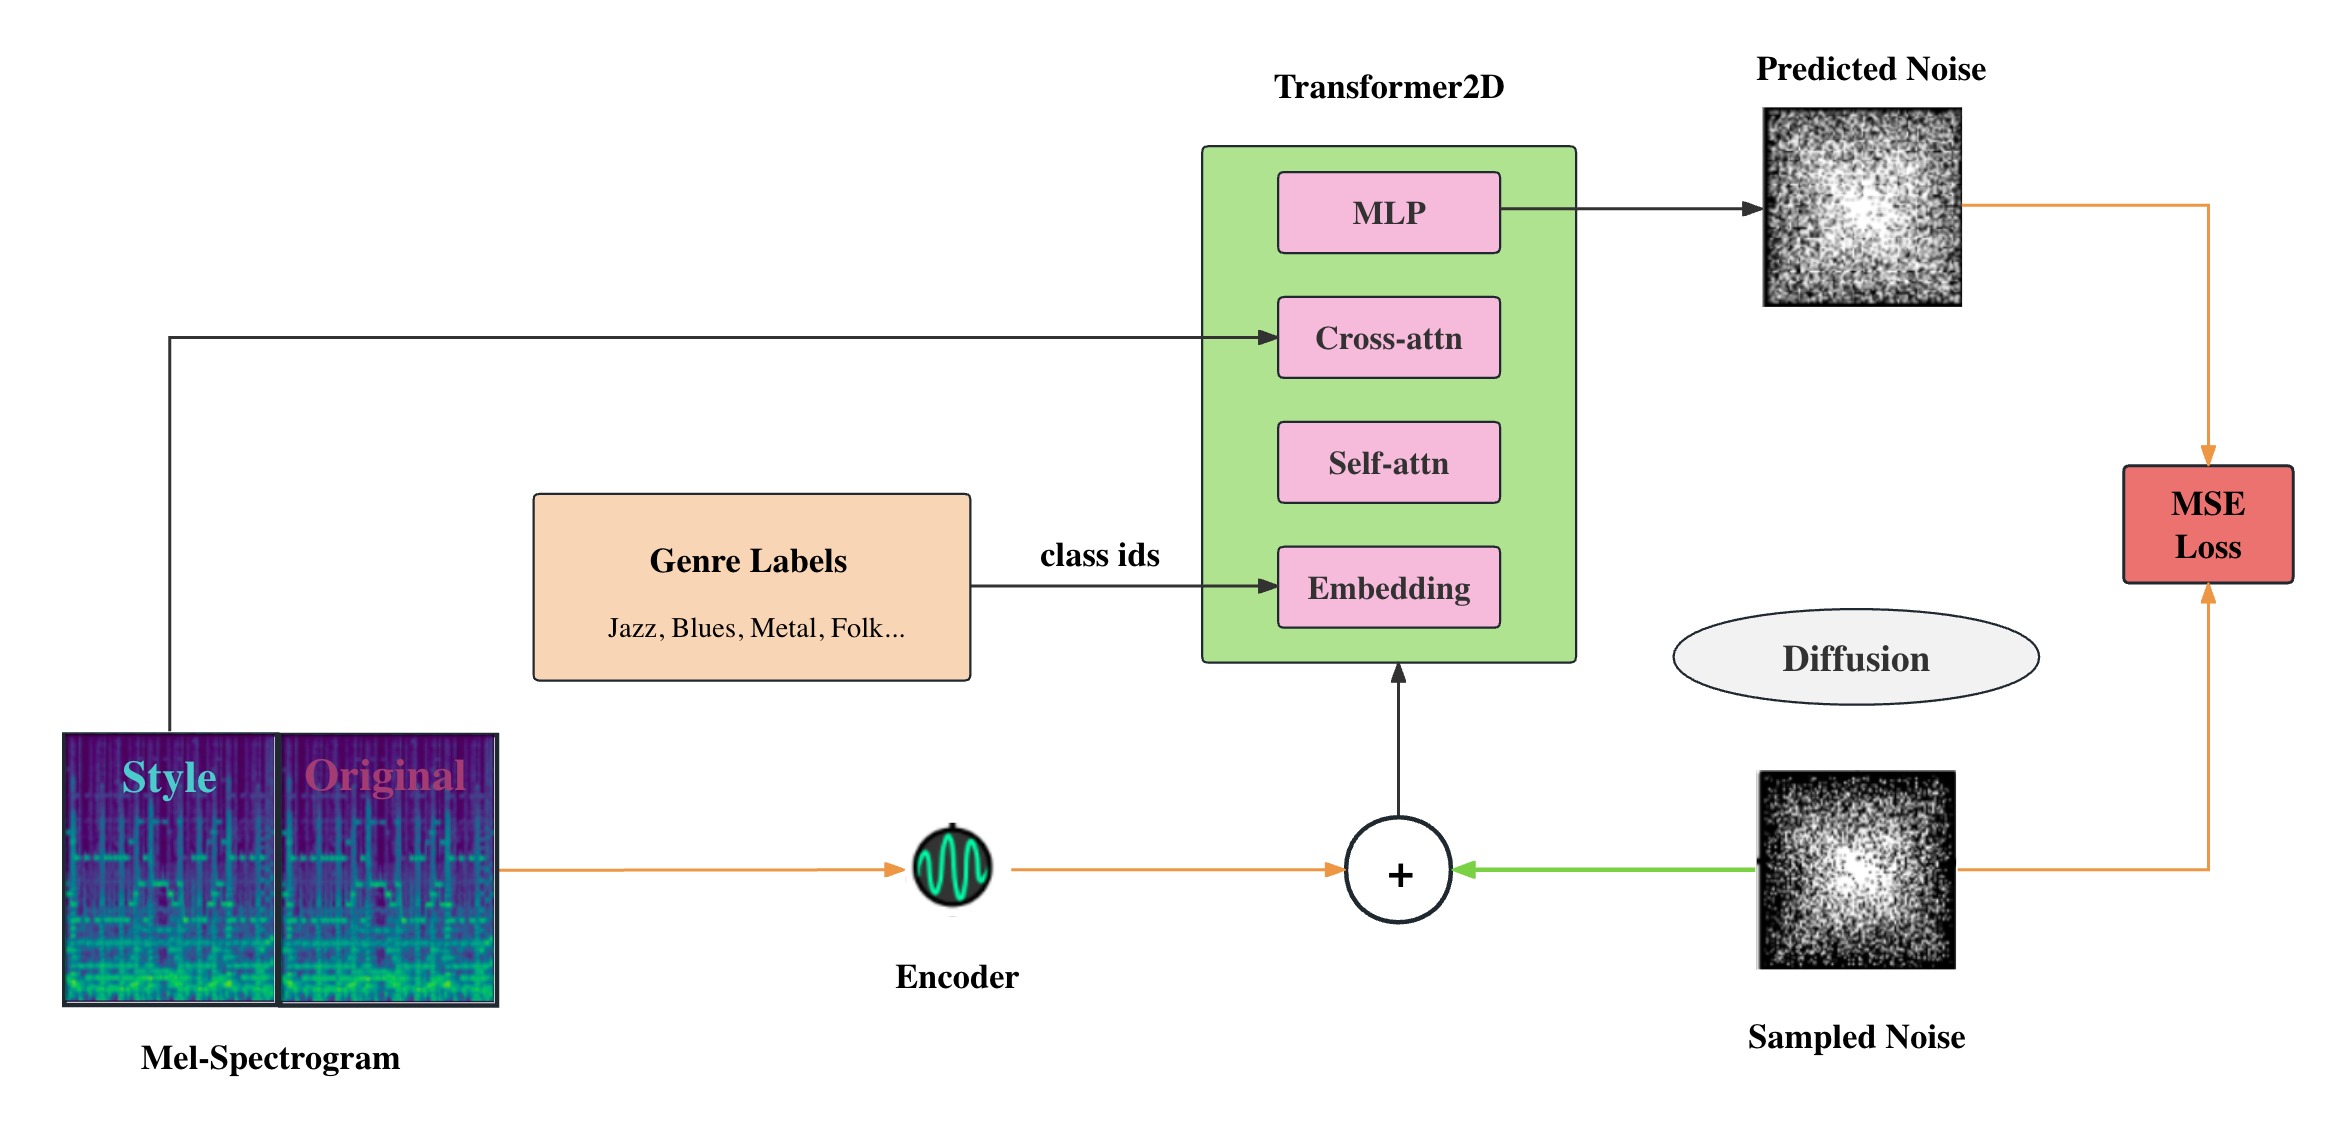 Predicted Noise
Transformer2D
MLP
Cross-attn
Self-attn
Embedding
MSE
Loss
Genre Labels
Jazz, Blues, Metal, Folk...
class ids
Diffusion
Style
Original
+
Encoder
Sampled Noise
Mel-Spectrogram